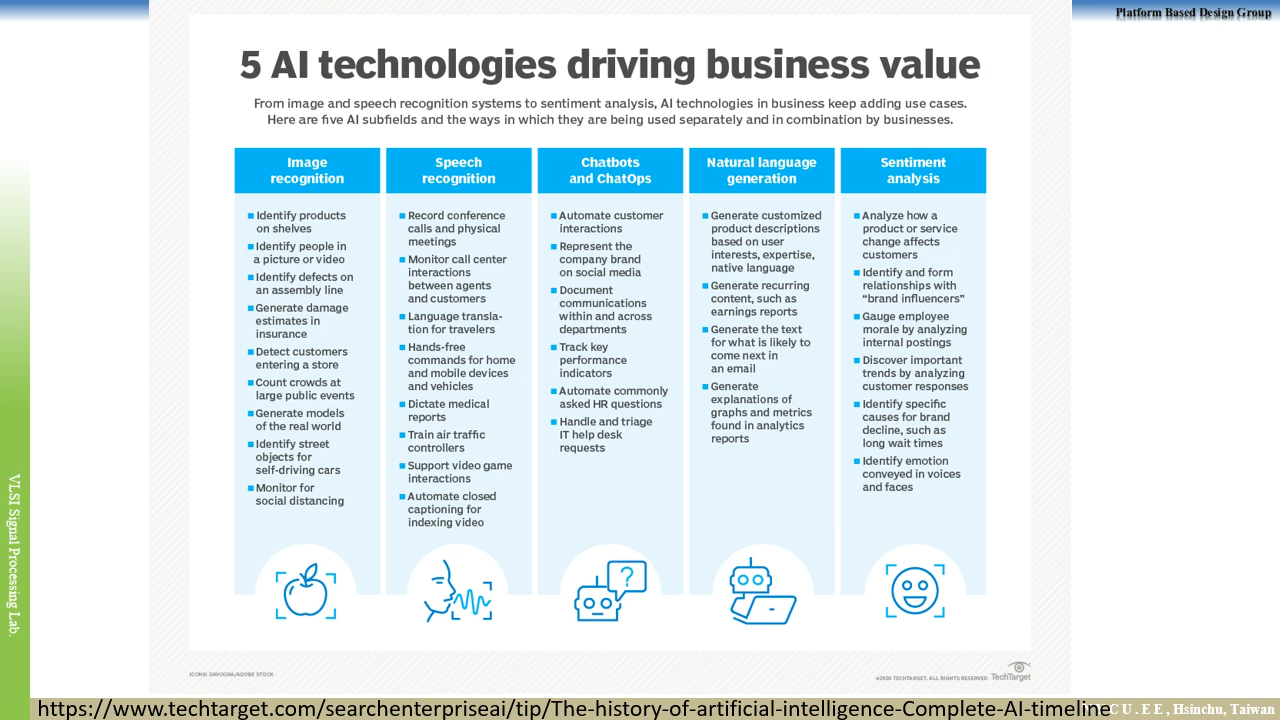 Platform Based Design Group
5 AI technologies driving business value
From image and speech recognition systems to sentiment analysis, AI technologies in business keep adding use cases.
Here are five AI subfields and the ways in which they are being used separately and in combination by businesses.
Image
recognition
■ Identify products
on shelves
■ Identify people in
a picture or video
■ Identify defects on
an assembly line
■ Generate damage
estimates in
insurance
■ Detect customers
entering a store
■ Count crowds at
large public events
■ Generate models
of the real world
■ Identify street
objects for
self-driving cars
■ Monitor for
social distancing
Speech
recognition
■ Record conference
calls and physical
meetings
■ Monitor call center
interactions
between agents
and customers
■ Language transla-
tion for travelers
■ Hands-free
commands for home
and mobile devices
and vehicles
■ Dictate medical
reports
■ Train air traffic
controllers
■ Support video game
interactions
■ Automate closed
captioning for
indexing video
Chatbots
and ChatOps
■ Automate customer
interactions
■ Represent the
company brand
on social media
■ Document
communications
within and across
departments
■ Track key
performance
indicators
■ Automate commonly
asked HR questions
■ Handle and triage
IT help desk
requests
Natural language
generation
■ Generate customized
product descriptions
based on user
interests, expertise,
native language
■ Generate recurring
content, such as
earnings reports
■ Generate the text
for what is likely to
come next in
an email
■ Generate
explanations of
graphs and metrics
found in analytics
reports
Sentiment
analysis
■ Analyze how a
product or service
change affects
customers
■ Identify and form
relationships with
“brand influencers”
■ Gauge employee
morale by analyzing
internal postings
■ Discover important
trends by analyzing
customer responses
■ Identify specific
causes for brand
decline, such as
long wait times
■ Identify emotion
conveyed in voices
and faces
?
ICONS: DAVOODA/ADOBE STOCK
©2020 TECHTARGET. ALL RIGHTS RESERVED TechTarget
VLSI Signal Processing Lab.
https://www.techtarget.com/searchenterpriseai/tip/The-history-of-artificial-intelligence-Complete-AI-timeline
C U . E E , Hsinchu, Taiwan